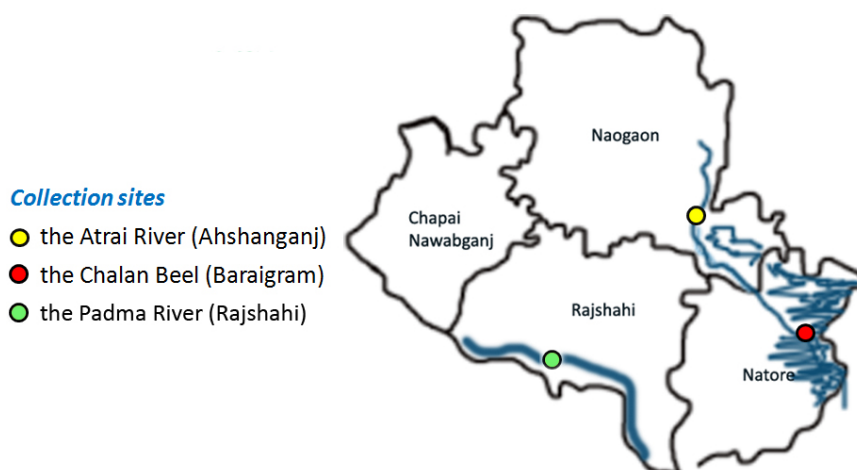 Collection sites
the Atrai River (Ahshanganj)
the Chalan Beel (Baraigram)
the Padma River (Rajshahi)
Naogaon
Chapai
Nawabganj
Rajshahi
Natore